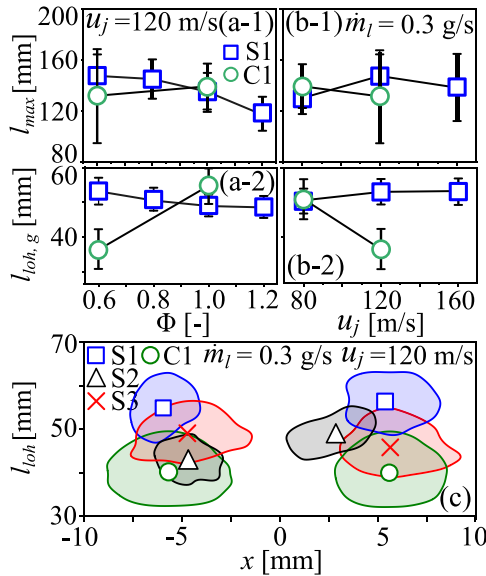 u_j = 120 m/s (a-1)
(b-1) ṁ_l = 0.3 g/s
S1
C1
l_max [mm]
200
160
120
80
(a-2)
(b-2)
l_loh, g [mm]
60
40
0.6 0.8 1.0 1.2
80 120 160
Φ [-]
u_j [m/s]
S1 C1 ṁ_l = 0.3 g/s u_j = 120 m/s
S2
S3
l_loh [mm]
70
50
30
(c)
-10 -5 0 5 10
x [mm]